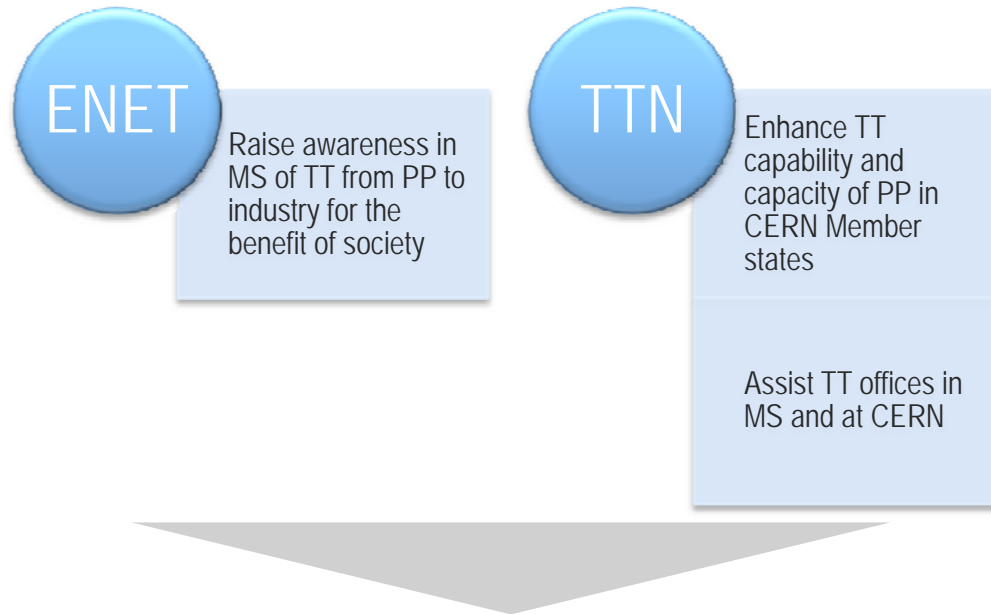 ENET
Raise awareness in
MS of TT from PP to
industry for the
benefit of society
TTN
Enhance TT
capability and
capacity of PP in
CERN Member
states
Assist TT offices in
MS and at CERN